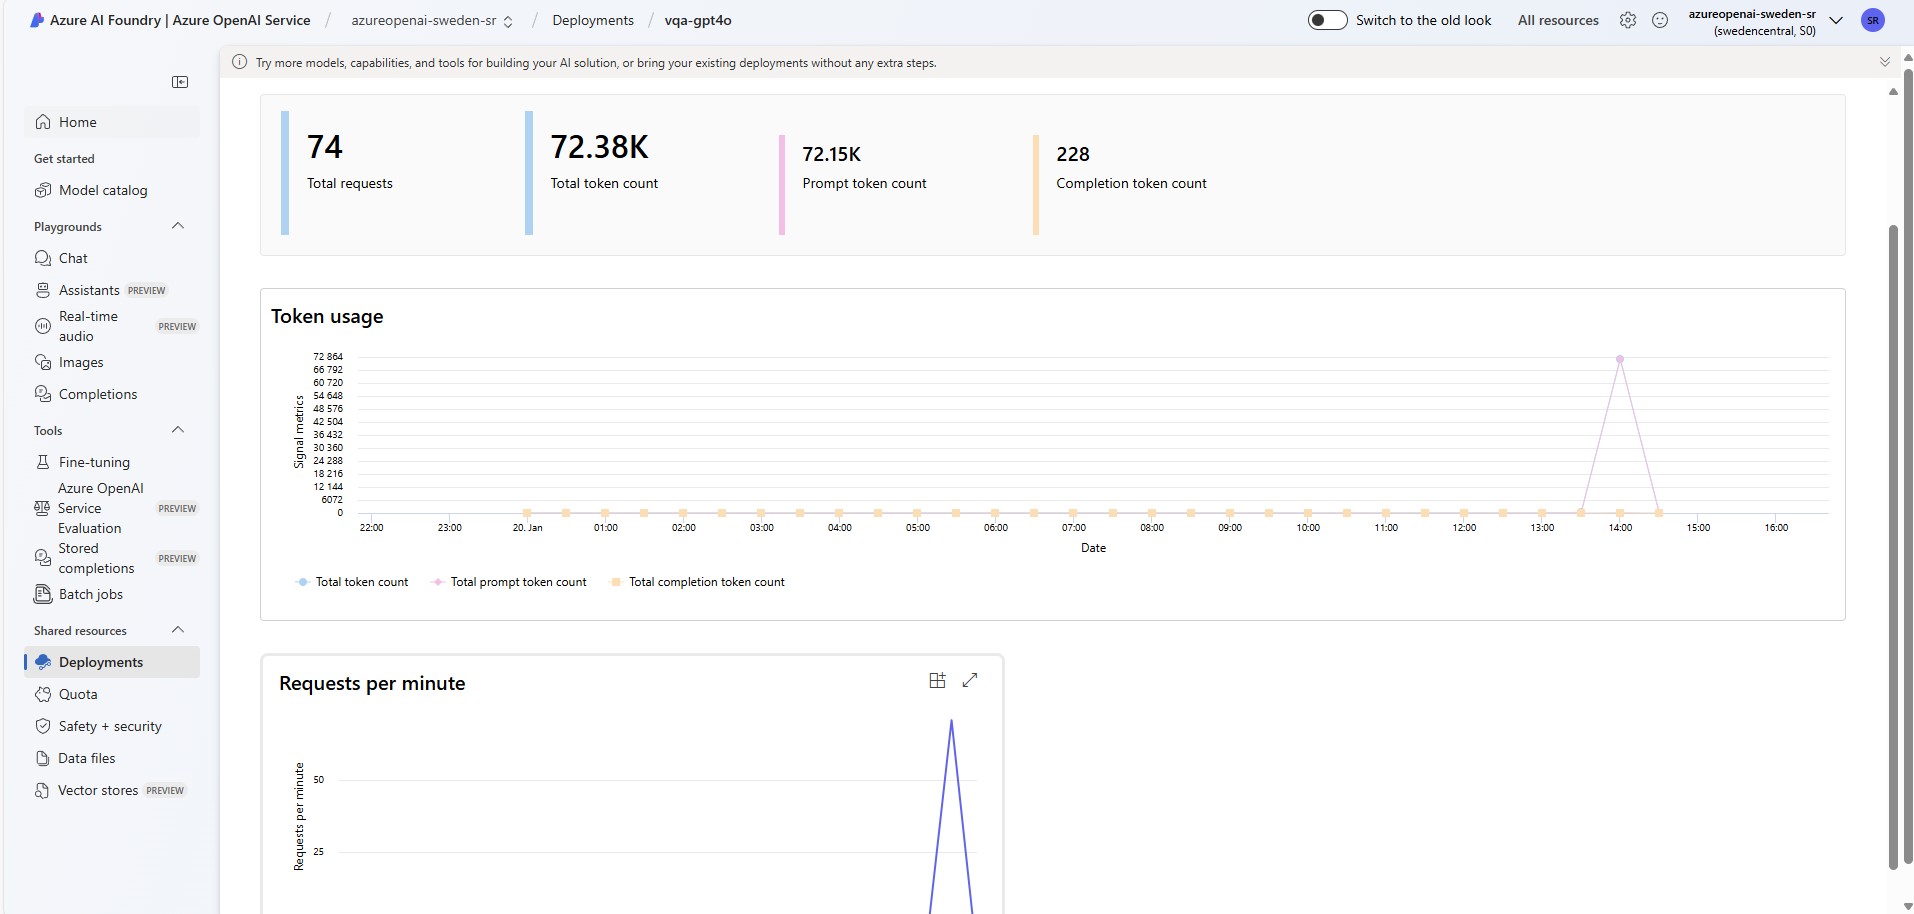 Azure AI Foundry | Azure OpenAI Service / azureopenai-sweden-sr / Deployments / vqa-gpt4o
Switch to the old look All resources azureopenai-sweden-sr (swedencentral, S0) SR
Try more models, capabilities, and tools for building your AI solution, or bring your existing deployments without any extra steps.
Home
Get started
Model catalog
Playgrounds
Chat
Assistants PREVIEW
Real-time audio PREVIEW
Images
Completions
Tools
Fine-tuning
Azure OpenAI Service Evaluation PREVIEW
Stored completions PREVIEW
Batch jobs
Shared resources
Deployments
Quota
Safety + security
Data files
Vector stores PREVIEW
74
Total requests
72.38K
Total token count
72.15K
Prompt token count
228
Completion token count
Token usage
Signal metrics
72 864
66 792
60 720
54 648
48 576
42 504
36 432
30 360
24 288
18 216
12 144
6072
0
22:00 23:00 20. Jan 01:00 02:00 03:00 04:00 05:00 06:00 07:00 08:00 09:00 10:00 11:00 12:00 13:00 14:00 15:00 16:00
Date
Total token count Total prompt token count Total completion token count
Requests per minute
Requests per minute
50
25